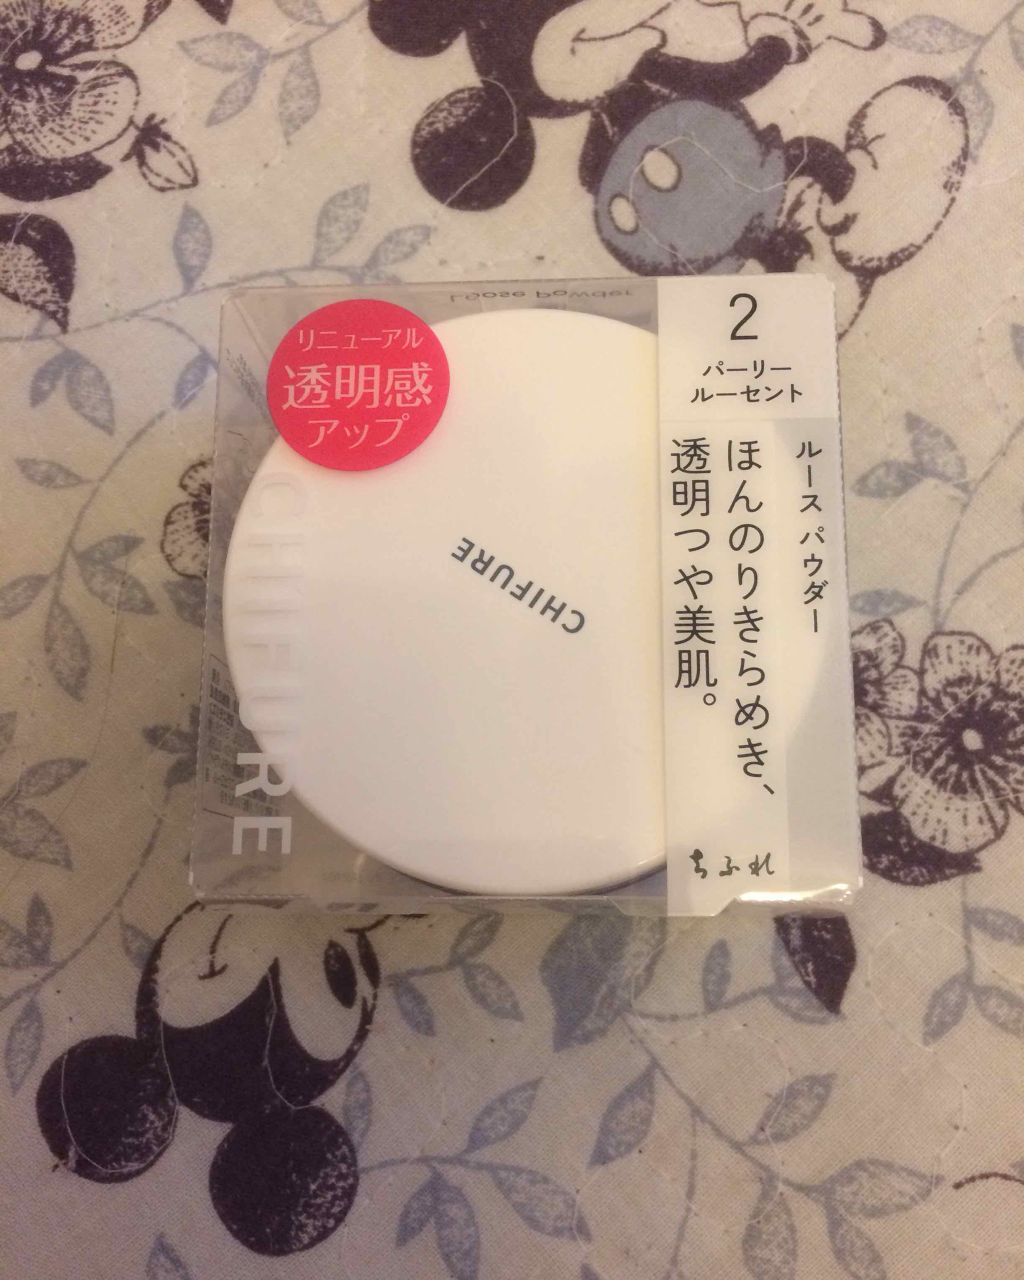 Loose Powder
リニューアル
透明感
アップ
2
パーリー
ルーセント
ルース パウダー
ほんのりきらめき、
透明つや美肌。
ちふれ
CHIFURE
CHIFURE